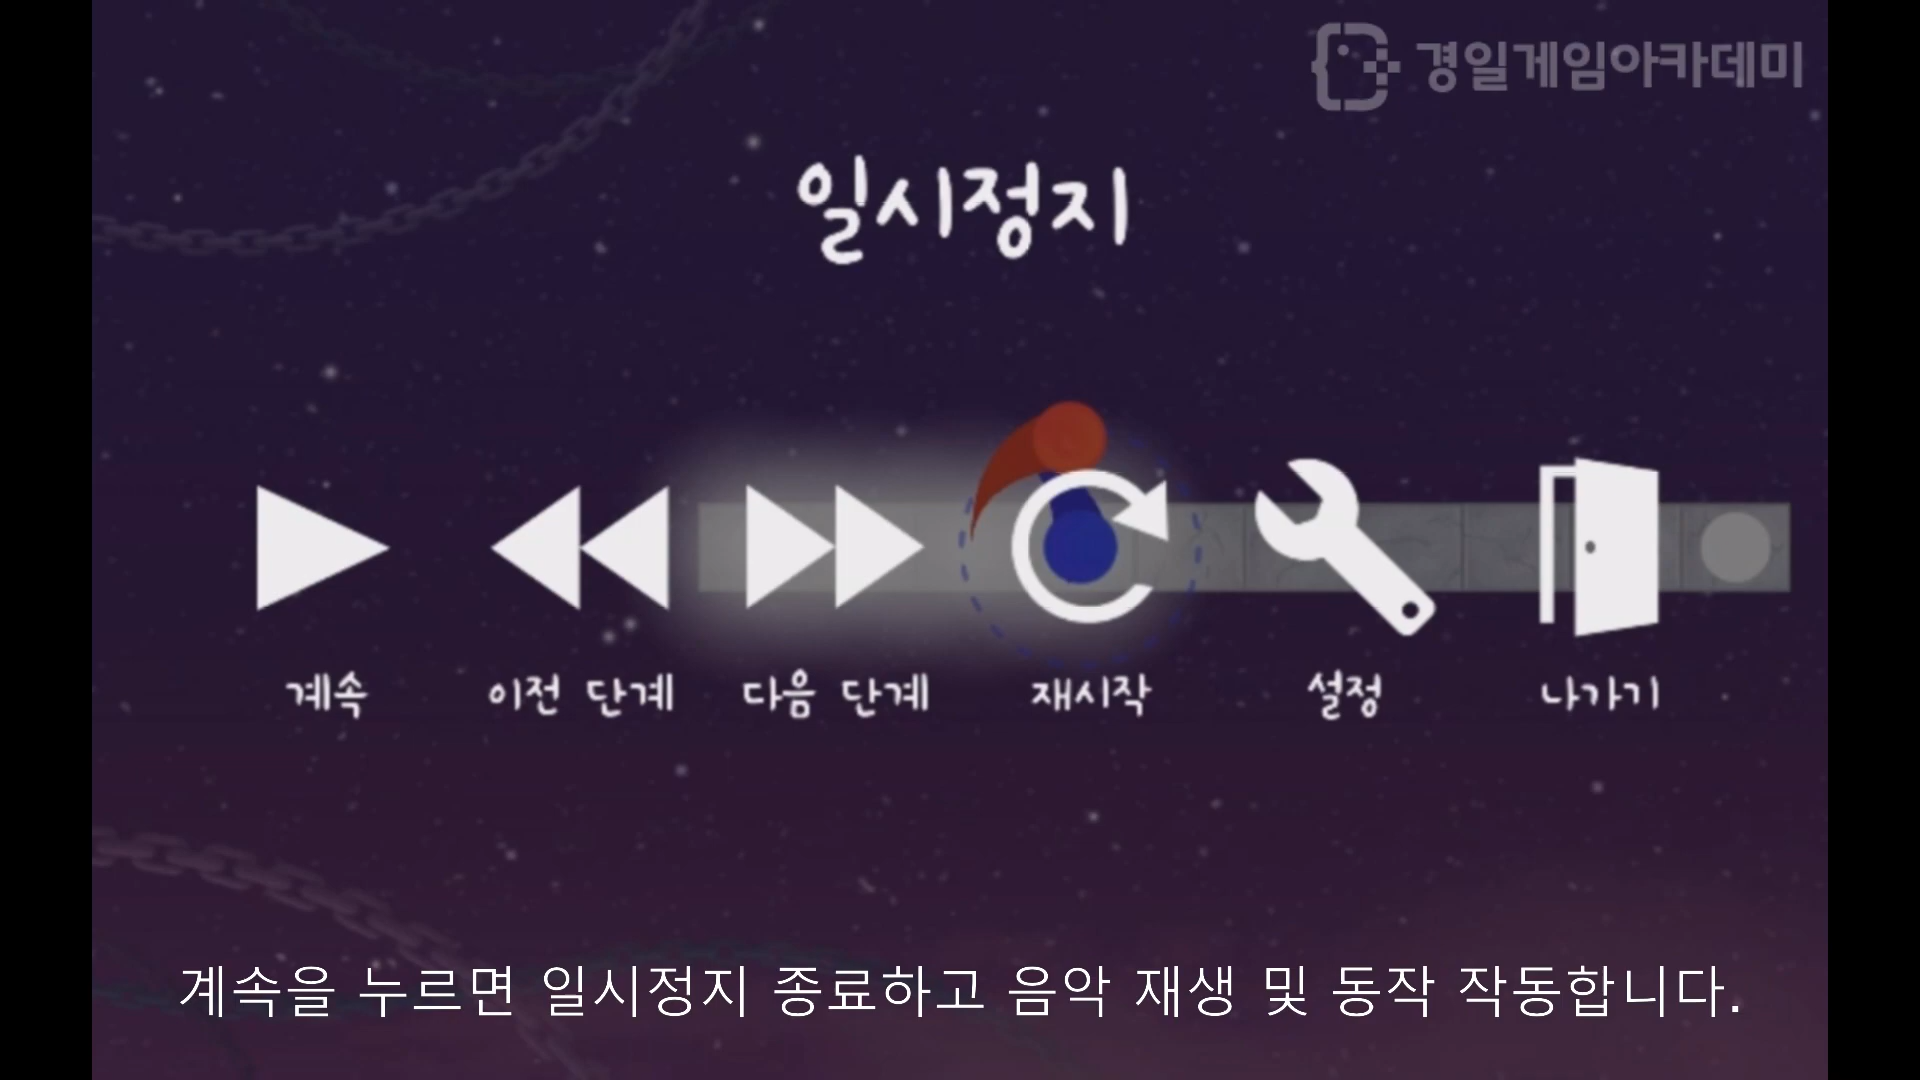 경일게임아카데미
일시정지
계속
이전 단계
다음 단계
재시작
설정
나가기
계속을 누르면 일시정지 종료하고 음악 재생 및 동작 작동합니다.